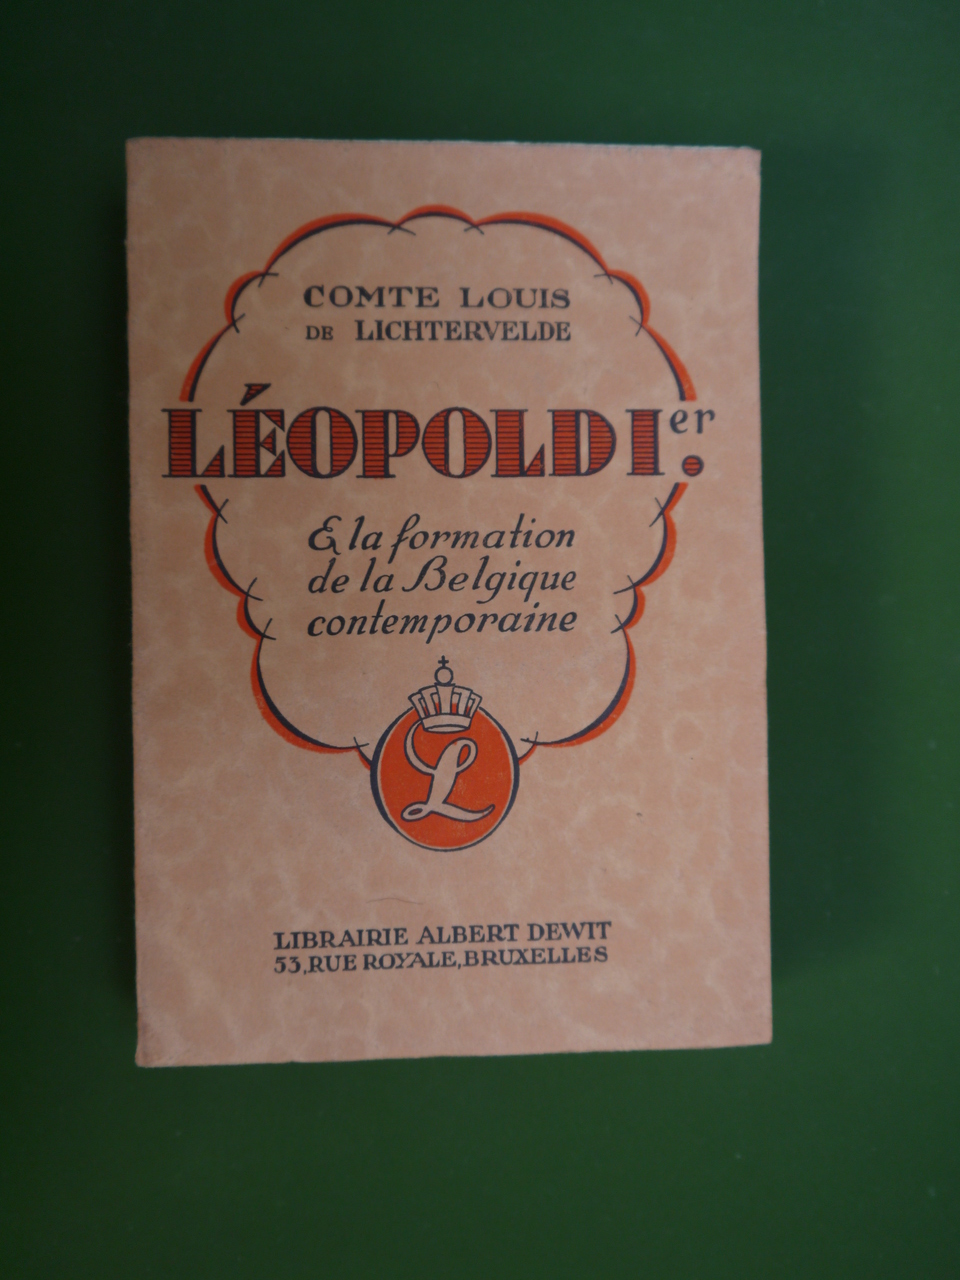 COMTE LOUIS
DE LICHTERVELDE
LÉOPOLD Ier.
& la formation
de la Belgique
contemporaine
L
LIBRAIRIE ALBERT DEWIT
53, RUE ROYALE, BRUXELLES